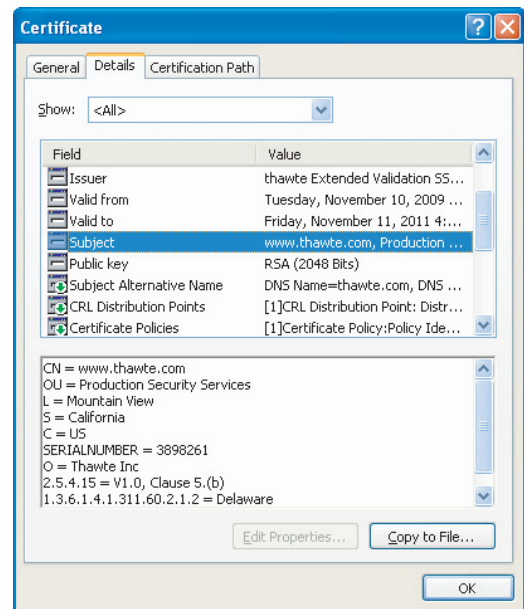 Certificate
General Details Certification Path
Show: <All>
Field Value
Issuer thawte Extended Validation SS...
Valid from Tuesday, November 10, 2009 ...
Valid to Friday, November 11, 2011 4:...
Subject www.thawte.com, Production ...
Public key RSA (2048 Bits)
Subject Alternative Name DNS Name=thawte.com, DNS ...
CRL Distribution Points [1]CRL Distribution Point: Distr...
Certificate Policies [1]Certificate Policy:Policy Ide...
CN = www.thawte.com
OU = Production Security Services
L = Mountain View
S = California
C = US
SERIALNUMBER = 3898261
O = Thawte Inc
2.5.4.15 = V1.0, Clause 5.(b)
1.3.6.1.4.1.311.60.2.1.2 = Delaware
Edit Properties... Copy to File...
OK